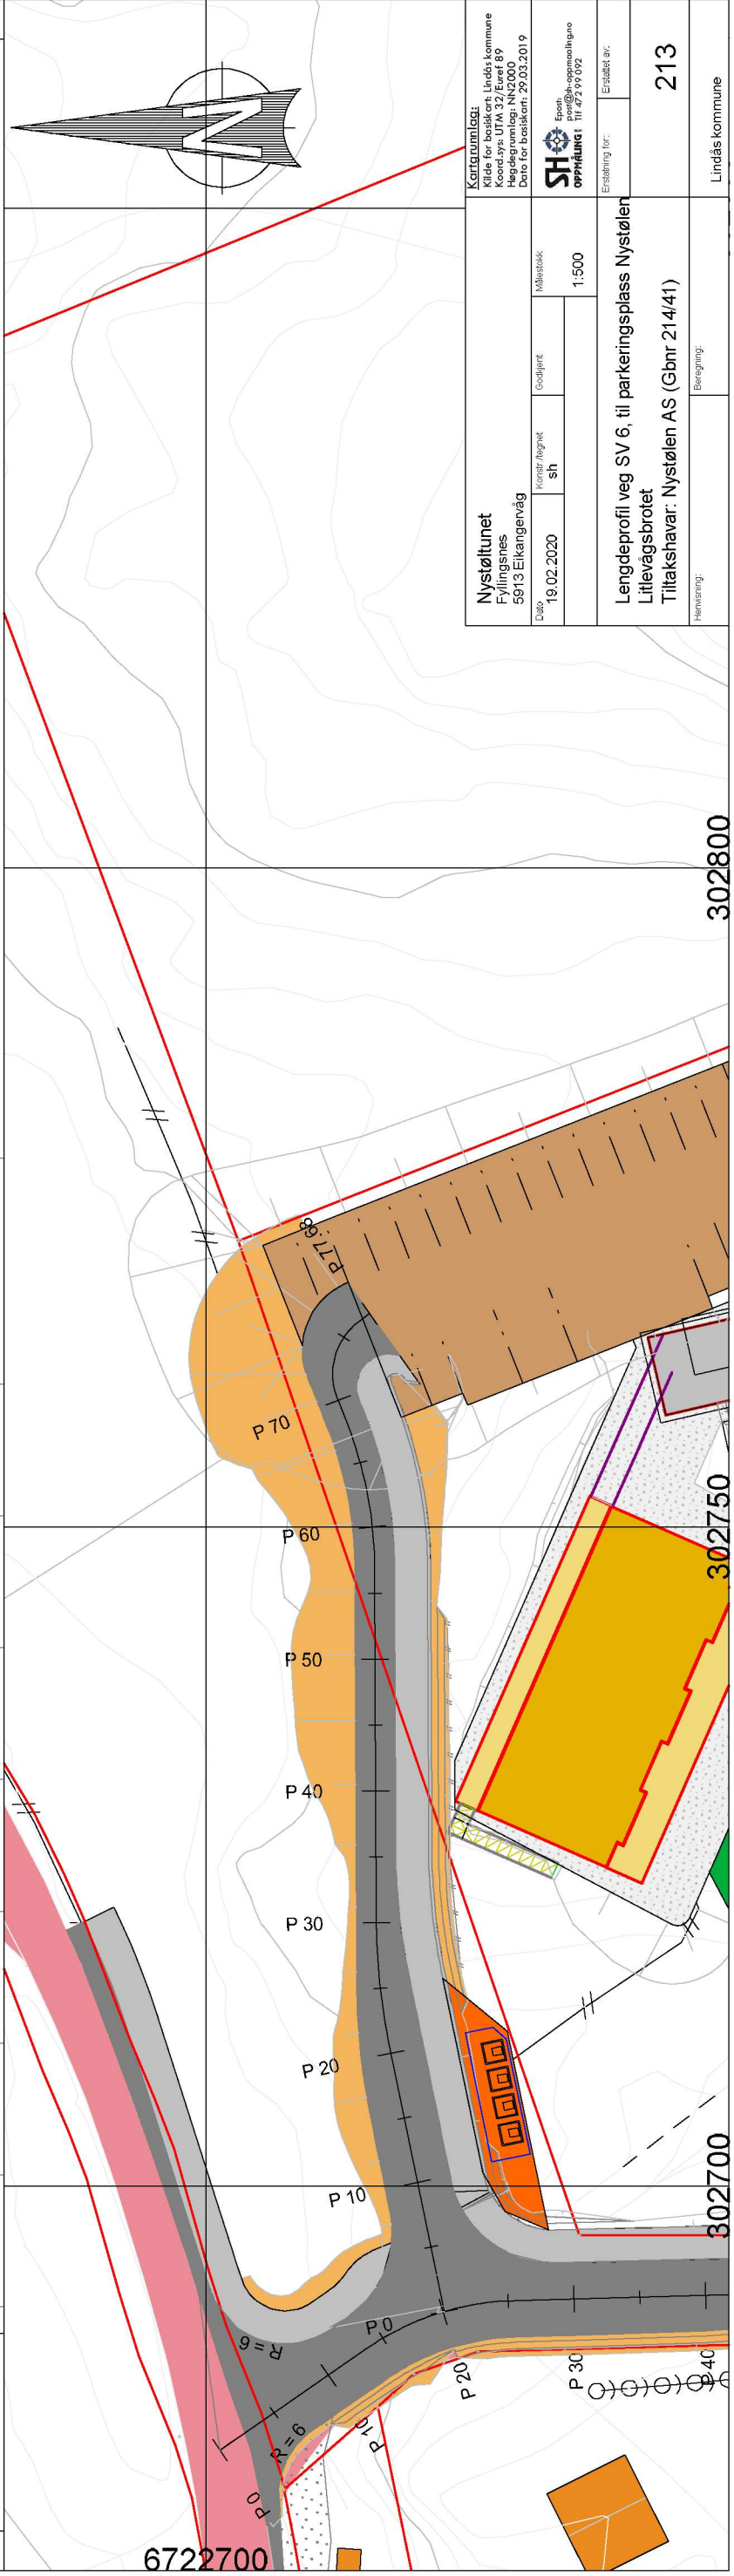 N
Kartgrunnlag:
Kilde for basiskart: Lindås kommune
Koord.sys: UTM 32/Euref 89
Høgdegrunnlag: NN2000
Dato for basiskart: 29.03.2019
SH
OPPMÅLING
Epost:
post@sh-oppmaaling.no
Tlf 472 99 092
Nystøltunet
Fyllingsnes
5913 Eikangervåg
Dato
19.02.2020
Konstr./tegnet
sh
Godkjent
Målestokk
1:500
Lengdeprofil veg SV 6, til parkeringsplass Nystølen
Litlevågsbrotet
Tiltakshavar: Nystølen AS (Gbnr 214/41)
Erstatning for:
Erstattet av:
213
Henvisning:
Beregning:
Lindås kommune
302800
302750
302700
6722700
P 77.68
P 70
P 60
P 50
P 40
P 30
P 20
P 10
P 0
R = 6
R = 6
P 0
P 10
P 20
P 30
P 40